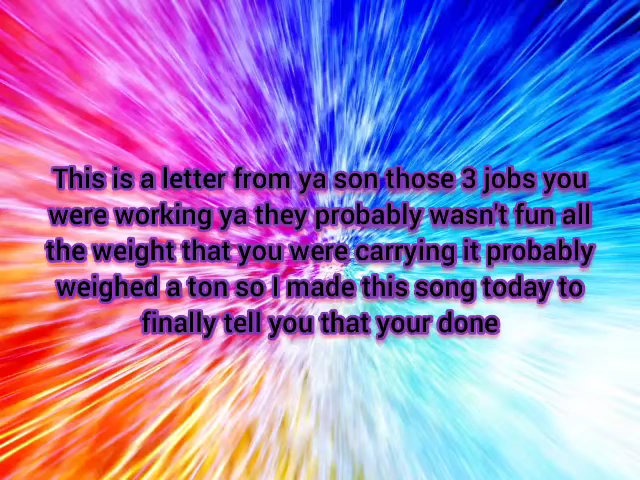 This is a letter from ya son those 3 jobs you
were working ya they probably wasn't fun all
the weight that you were carrying it probably
weighed a ton so I made this song today to
finally tell you that your done